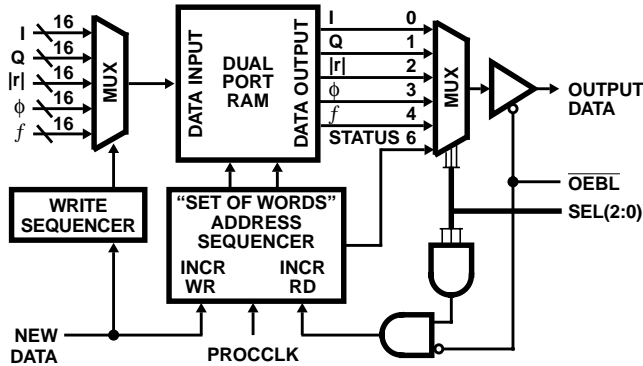 I 16
Q 16
|r| 16
ϕ 16
f 16
MUX
DATA INPUT
DUAL
PORT
RAM
DATA OUTPUT
I 0
Q 1
|r| 2
ϕ 3
f 4
STATUS 6
MUX
OUTPUT
DATA
OEBL
SEL(2:0)
WRITE
SEQUENCER
“SET OF WORDS”
ADDRESS
SEQUENCER
INCR
WR
INCR
RD
NEW
DATA
PROCCLK